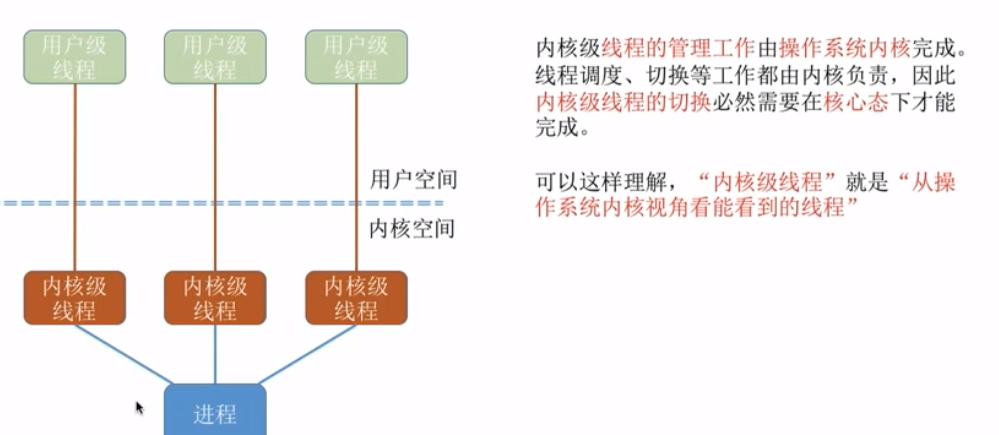 用户级
线程
用户级
线程
用户级
线程
用户空间
内核空间
内核级
线程
内核级
线程
内核级
线程
进程
内核级线程的管理工作由操作系统内核完成。
线程调度、切换等工作都由内核负责，因此
内核级线程的切换必然需要在核心态下才能
完成。
可以这样理解，“内核级线程”就是“从操
作系统内核视角看能看到的线程”